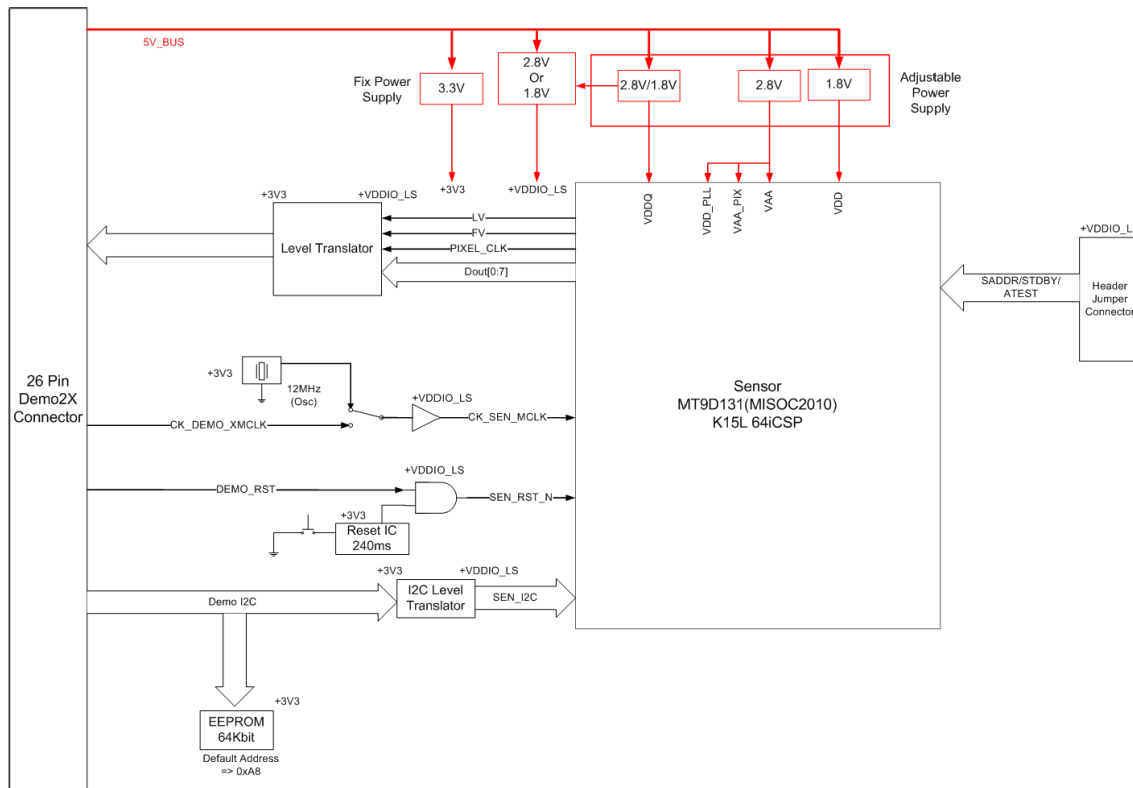 5V_BUS
Fix Power
Supply
3.3V
2.8V
Or
1.8V
2.8V/1.8V
2.8V
1.8V
Adjustable
Power
Supply
+3V3
+VDDIO_LS
VDDQ
VDD_PLL
VAA_PIX
VAA
VDD
+3V3
+VDDIO_LS
Level Translator
LV
FV
PIXEL_CLK
Dout[0:7]
+VDDIO_L
SADDR/STDBY/
ATEST
Header
Jumper
Connector
26 Pin
Demo2X
Connector
+3V3
12MHz
(Osc)
+VDDIO_LS
CK_SEN_MCLK
CK_DEMO_XMCLK
Sensor
MT9D131(MISOC2010)
K15L 64iCSP
+VDDIO_LS
DEMO_RST
SEN_RST_N
+3V3
Reset IC
240ms
+3V3
+VDDIO_LS
Demo I2C
I2C Level
Translator
SEN_I2C
+3V3
EEPROM
64Kbit
Default Address
=> 0xA8